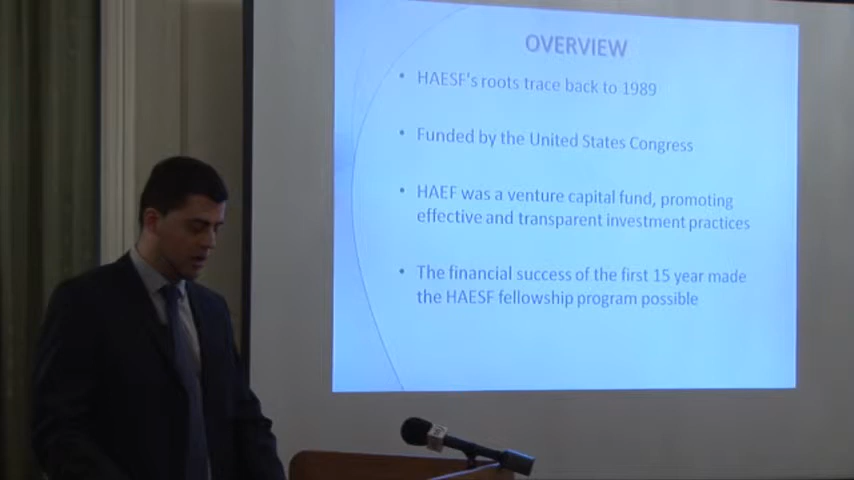 OVERVIEW
• HAESF's roots trace back to 1989
• Funded by the United States Congress
• HAEF was a venture capital fund, promoting
effective and transparent investment practices
• The financial success of the first 15 year made
the HAESF fellowship program possible